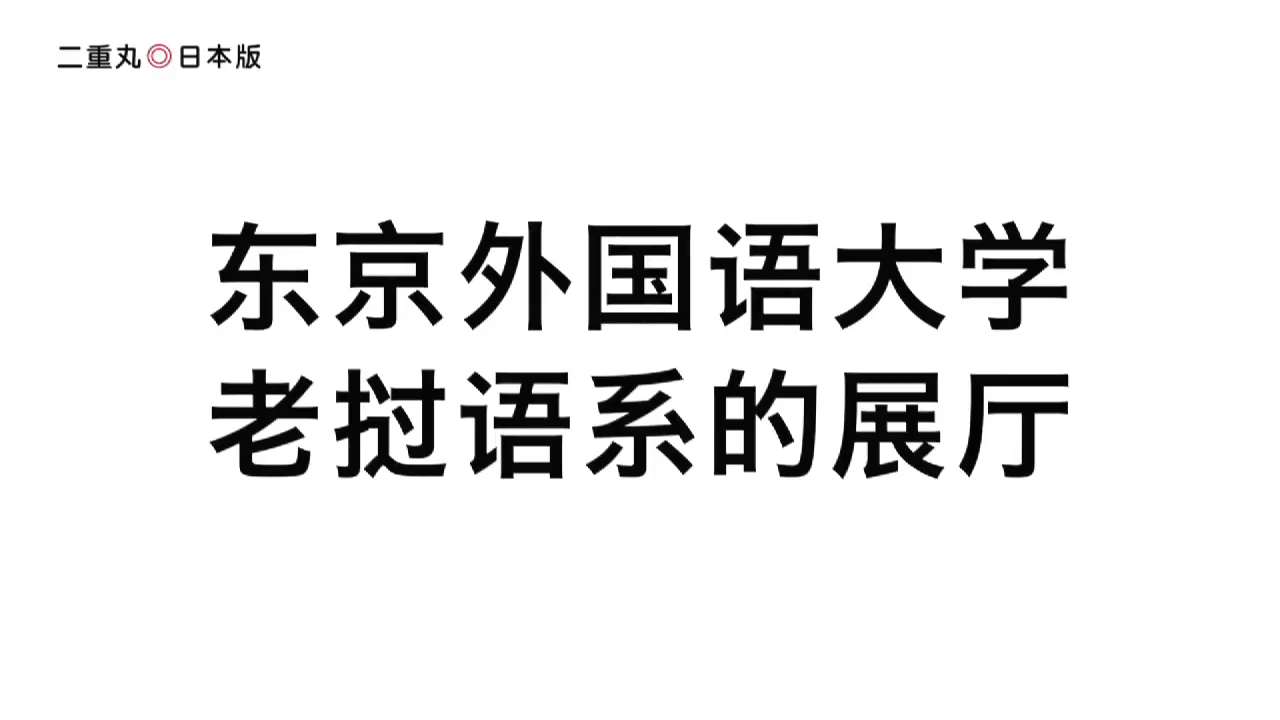 二重丸◎日本版
东京外国语大学
老挝语系的展厅